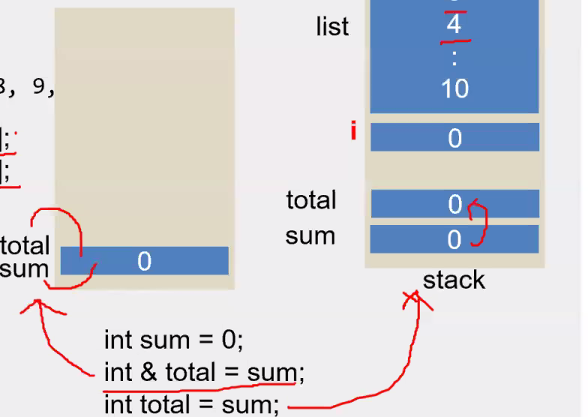 list
4
:
10
3, 9,
i
0
];
];
total
0
sum
0
total
sum
0
stack
int sum = 0;
int & total = sum;
int total = sum;